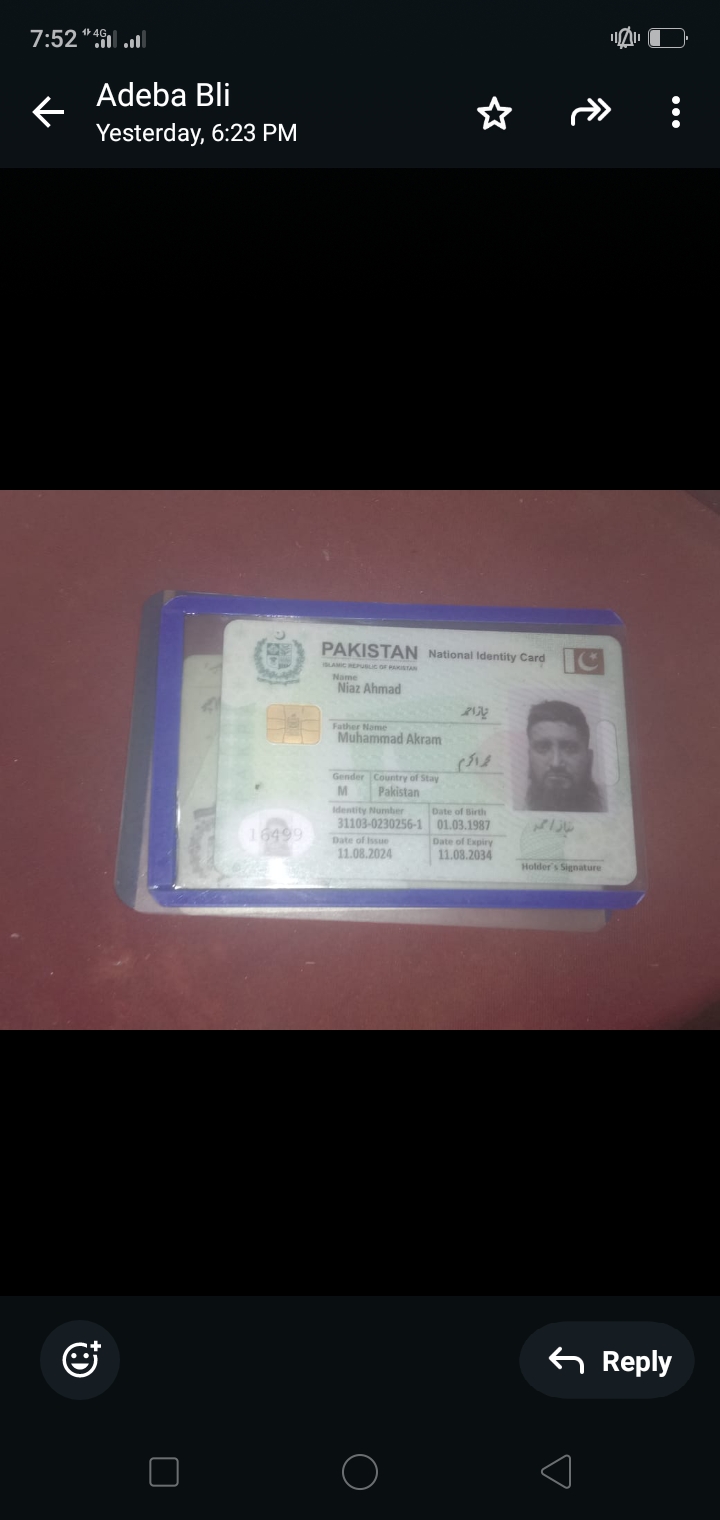 7:52 4G
Adeba Bli
Yesterday, 6:23 PM
PAKISTAN National Identity Card
ISLAMIC REPUBLIC OF PAKISTAN
Name
Niaz Ahmad
نیاز احمد
Father Name
Muhammad Akram
محمد اکرم
Gender Country of Stay
M Pakistan
Identity Number Date of Birth
31103-0230256-1 01.03.1987
16499
Date of Issue Date of Expiry
11.08.2024 11.08.2034
نیاز احمد
Holder's Signature
Reply